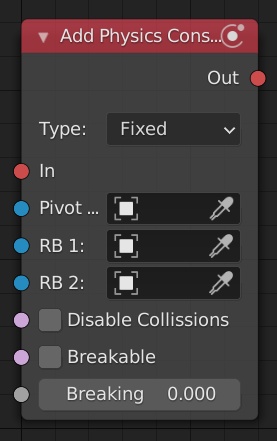 Add Physics Cons...
Out
Type: Fixed
In
Pivot ...
RB 1:
RB 2:
Disable Collissions
Breakable
Breaking 0.000